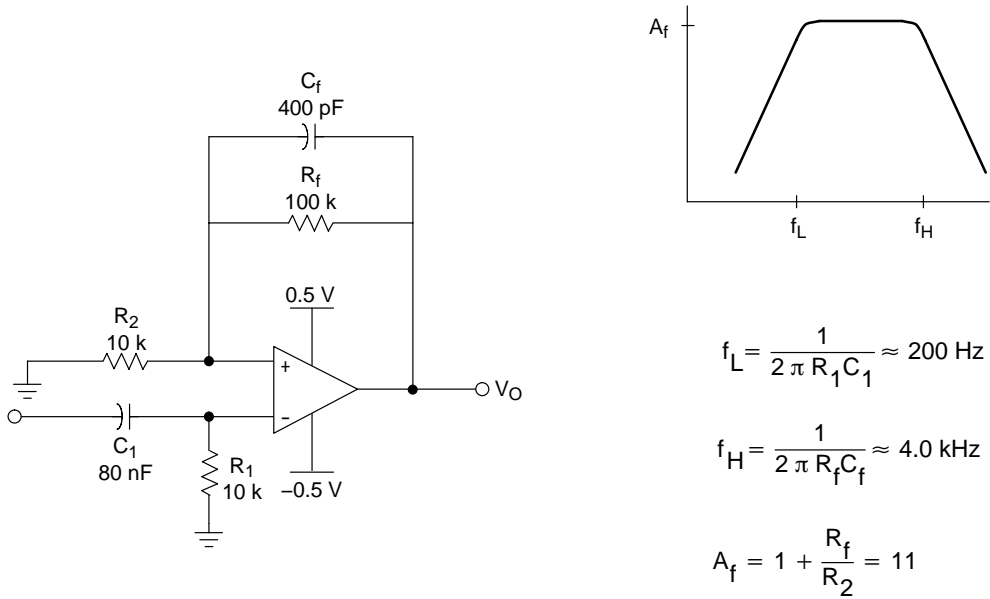 C_f
400 pF
R_f
100 k
0.5 V
R_2
10 k
+
−
V_O
C_1
80 nF
R_1
10 k
−0.5 V
A_f
f_L
f_H
f_L = 1 / (2 π R_1C_1) ≈ 200 Hz
f_H = 1 / (2 π R_fC_f) ≈ 4.0 kHz
A_f = 1 + R_f / R_2 = 11